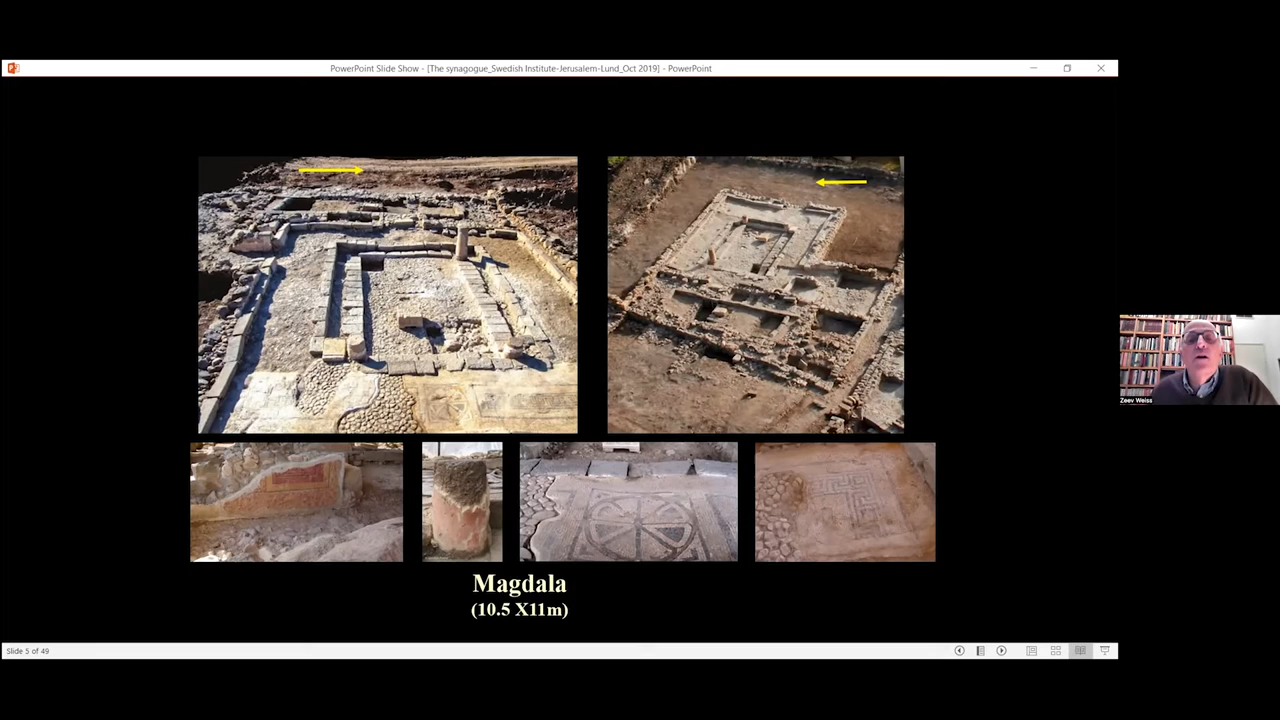 PowerPoint Slide Show - [The synagogue_Swedish Institute-Jerusalem-Lund_Oct 2019] - PowerPoint
Zeev Weiss
Magdala
(10.5 X11m)
Slide 5 of 49